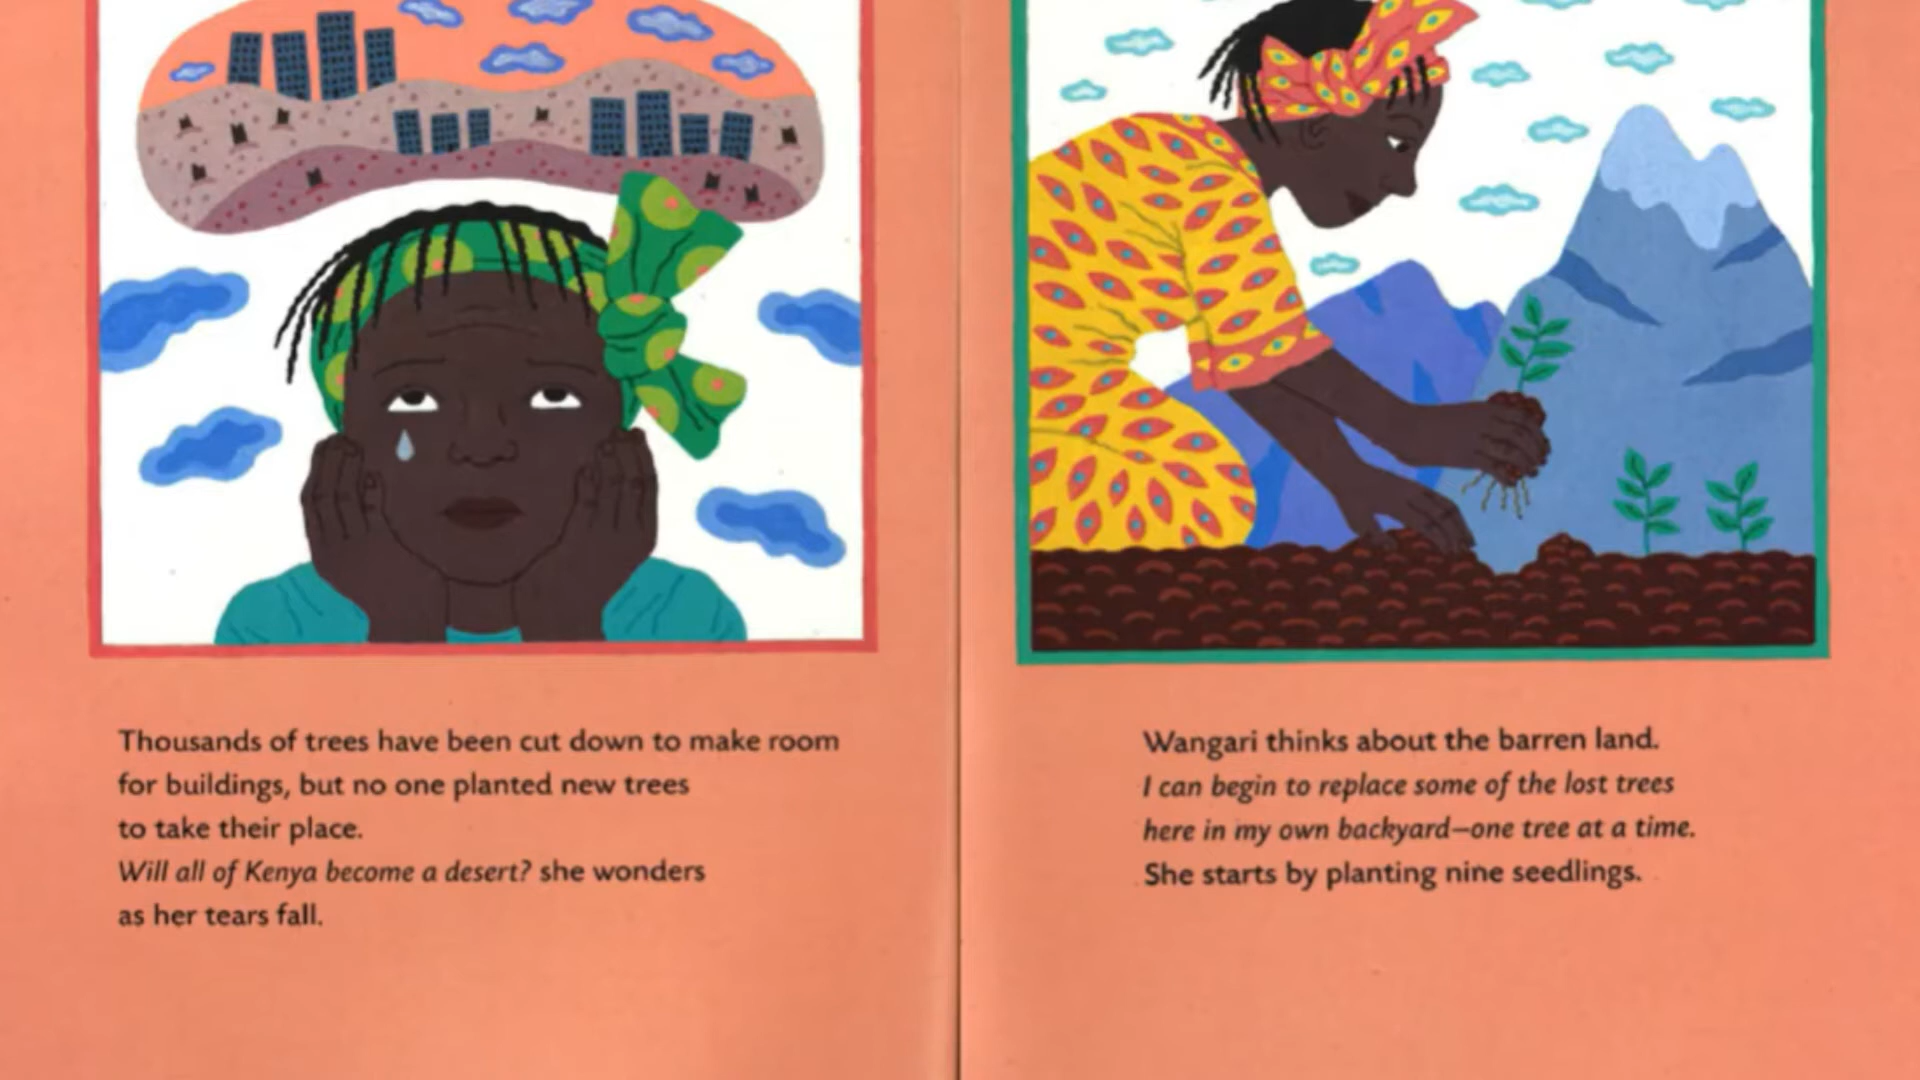 Thousands of trees have been cut down to make room
for buildings, but no one planted new trees
to take their place.
Will all of Kenya become a desert? she wonders
as her tears fall.
Wangari thinks about the barren land.
I can begin to replace some of the lost trees
here in my own backyard—one tree at a time.
She starts by planting nine seedlings.